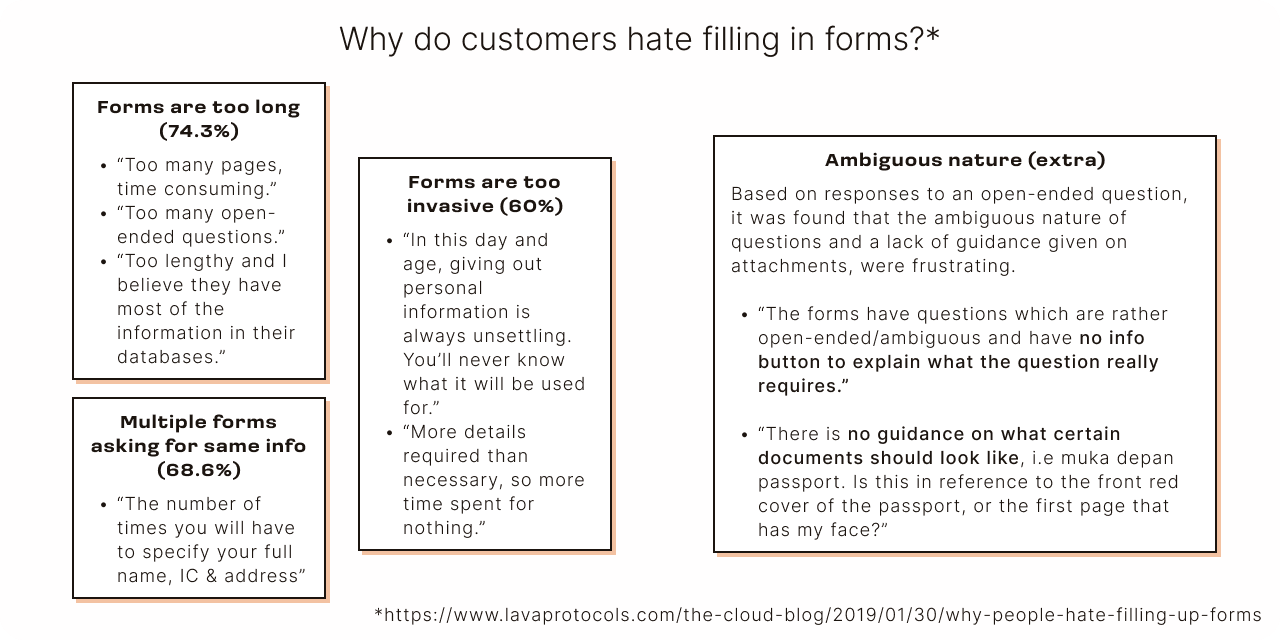 Why do customers hate filling in forms?*
Forms are too long
(74.3%)
• “Too many pages,
time consuming.”
• “Too many open-
ended questions.”
• “Too lengthy and I
believe they have
most of the
information in their
databases.”
Multiple forms
asking for same info
(68.6%)
• “The number of
times you will have
to specify your full
name, IC & address”
Forms are too
invasive (60%)
• “In this day and
age, giving out
personal
information is
always unsettling.
You’ll never know
what it will be used
for.”
• “More details
required than
necessary, so more
time spent for
nothing.”
Ambiguous nature (extra)
Based on responses to an open-ended question,
it was found that the ambiguous nature of
questions and a lack of guidance given on
attachments, were frustrating.
• “The forms have questions which are rather
open-ended/ambiguous and have no info
button to explain what the question really
requires.”
• “There is no guidance on what certain
documents should look like, i.e muka depan
passport. Is this in reference to the front red
cover of the passport, or the first page that
has my face?”
*https://www.lavaprotocols.com/the-cloud-blog/2019/01/30/why-people-hate-filling-up-forms